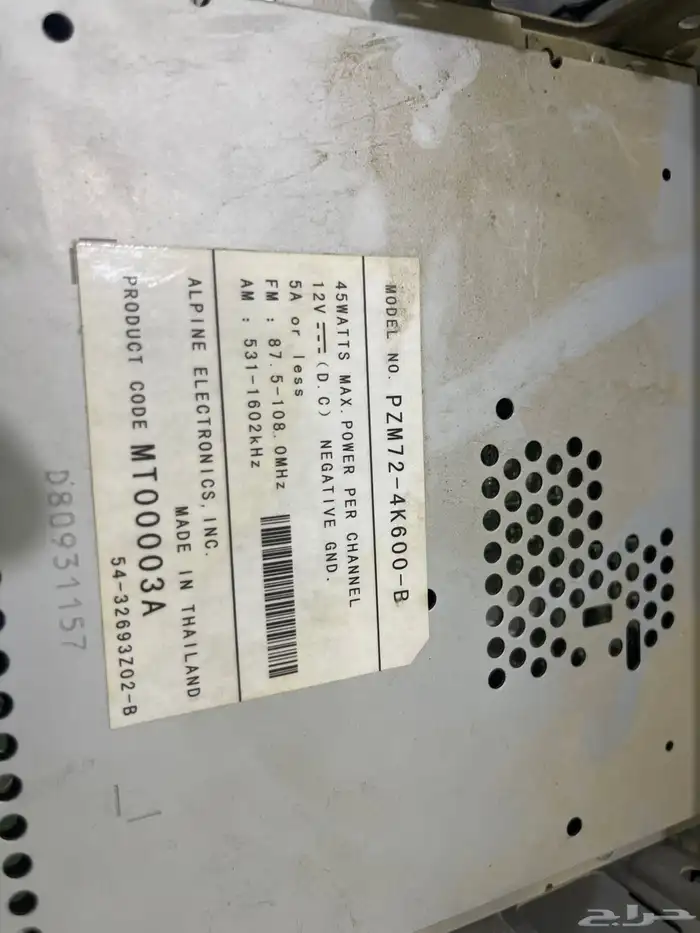 MODEL NO. PZM72-4K600-B
45WATTS MAX. POWER PER CHANNEL
12V ⎓ (D.C) NEGATIVE GND.
5A or less
FM : 87.5-108.0MHz
AM : 531-1602kHz
ALPINE ELECTRONICS, INC.
MADE IN THAILAND
PRODUCT CODE MT00003A
54-32693Z02-B
D'80931157
حراج